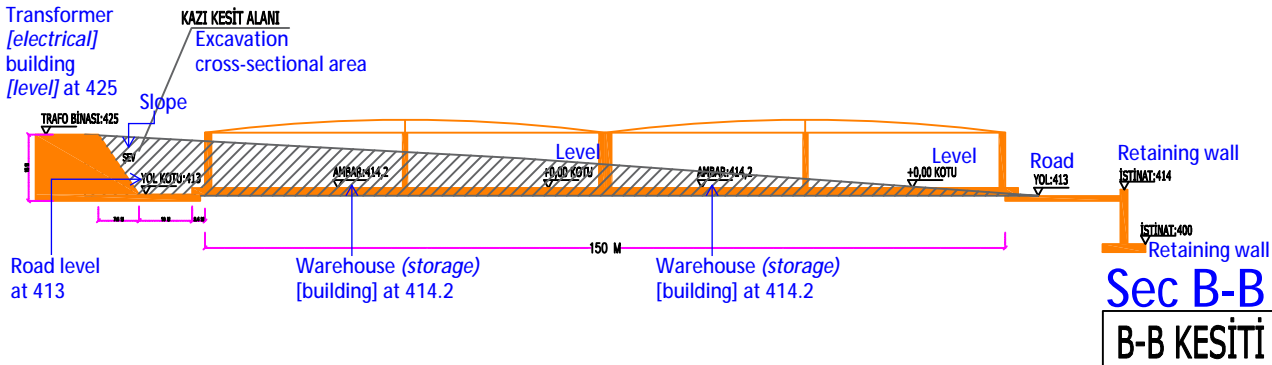 Transformer
[electrical]
building
[level] at 425
KAZI KESİT ALANI
Excavation
cross-sectional area
Slope
TRAFO BİNASI:425
ŞEV
YOL KOTU:413
AMBAR:414,2
Level
+0,00 KOTU
AMBAR:414,2
Level
+0,00 KOTU
Road
YOL:413
Retaining wall
İSTİNAT:414
İSTİNAT:400
Retaining wall
150 M
Road level
at 413
Warehouse (storage)
[building] at 414.2
Warehouse (storage)
[building] at 414.2
Sec B-B
B-B KESİTİ